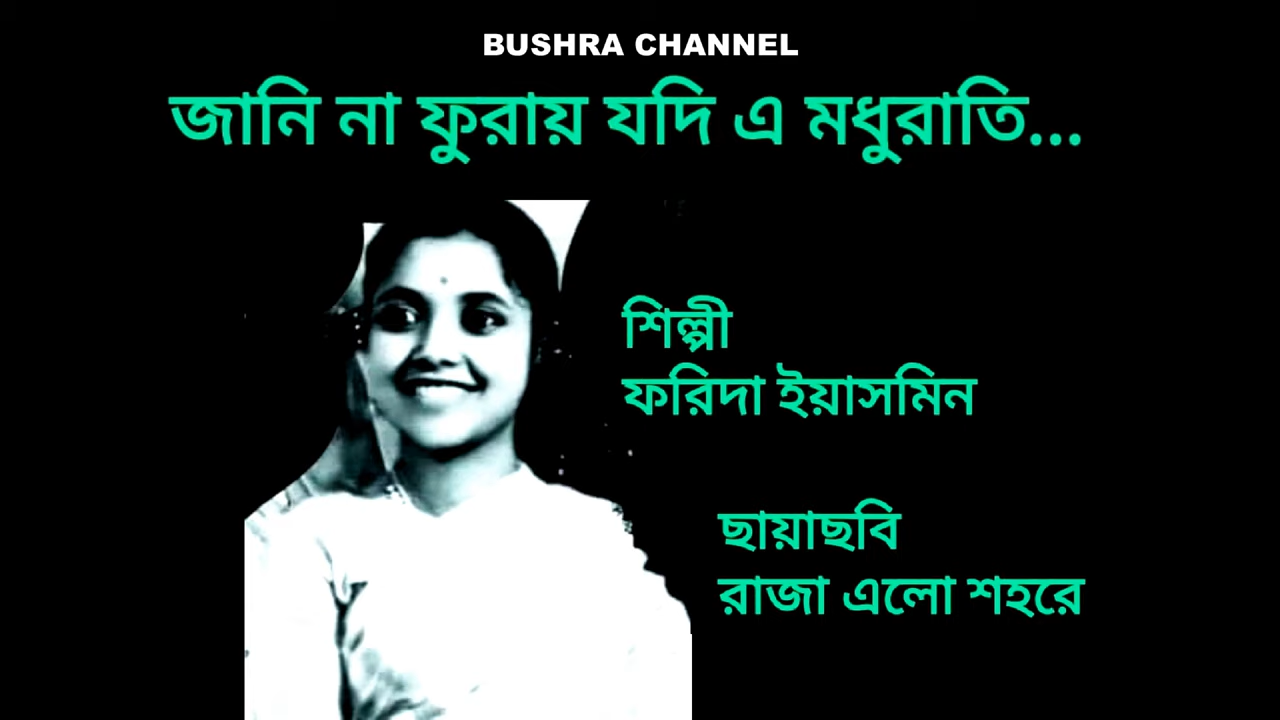 BUSHRA CHANNEL
জানি না ফুরায় যদি এ মধুরাতি...
শিল্পী
ফরিদা ইয়াসমিন
ছায়াছবি
রাজা এলো শহরে